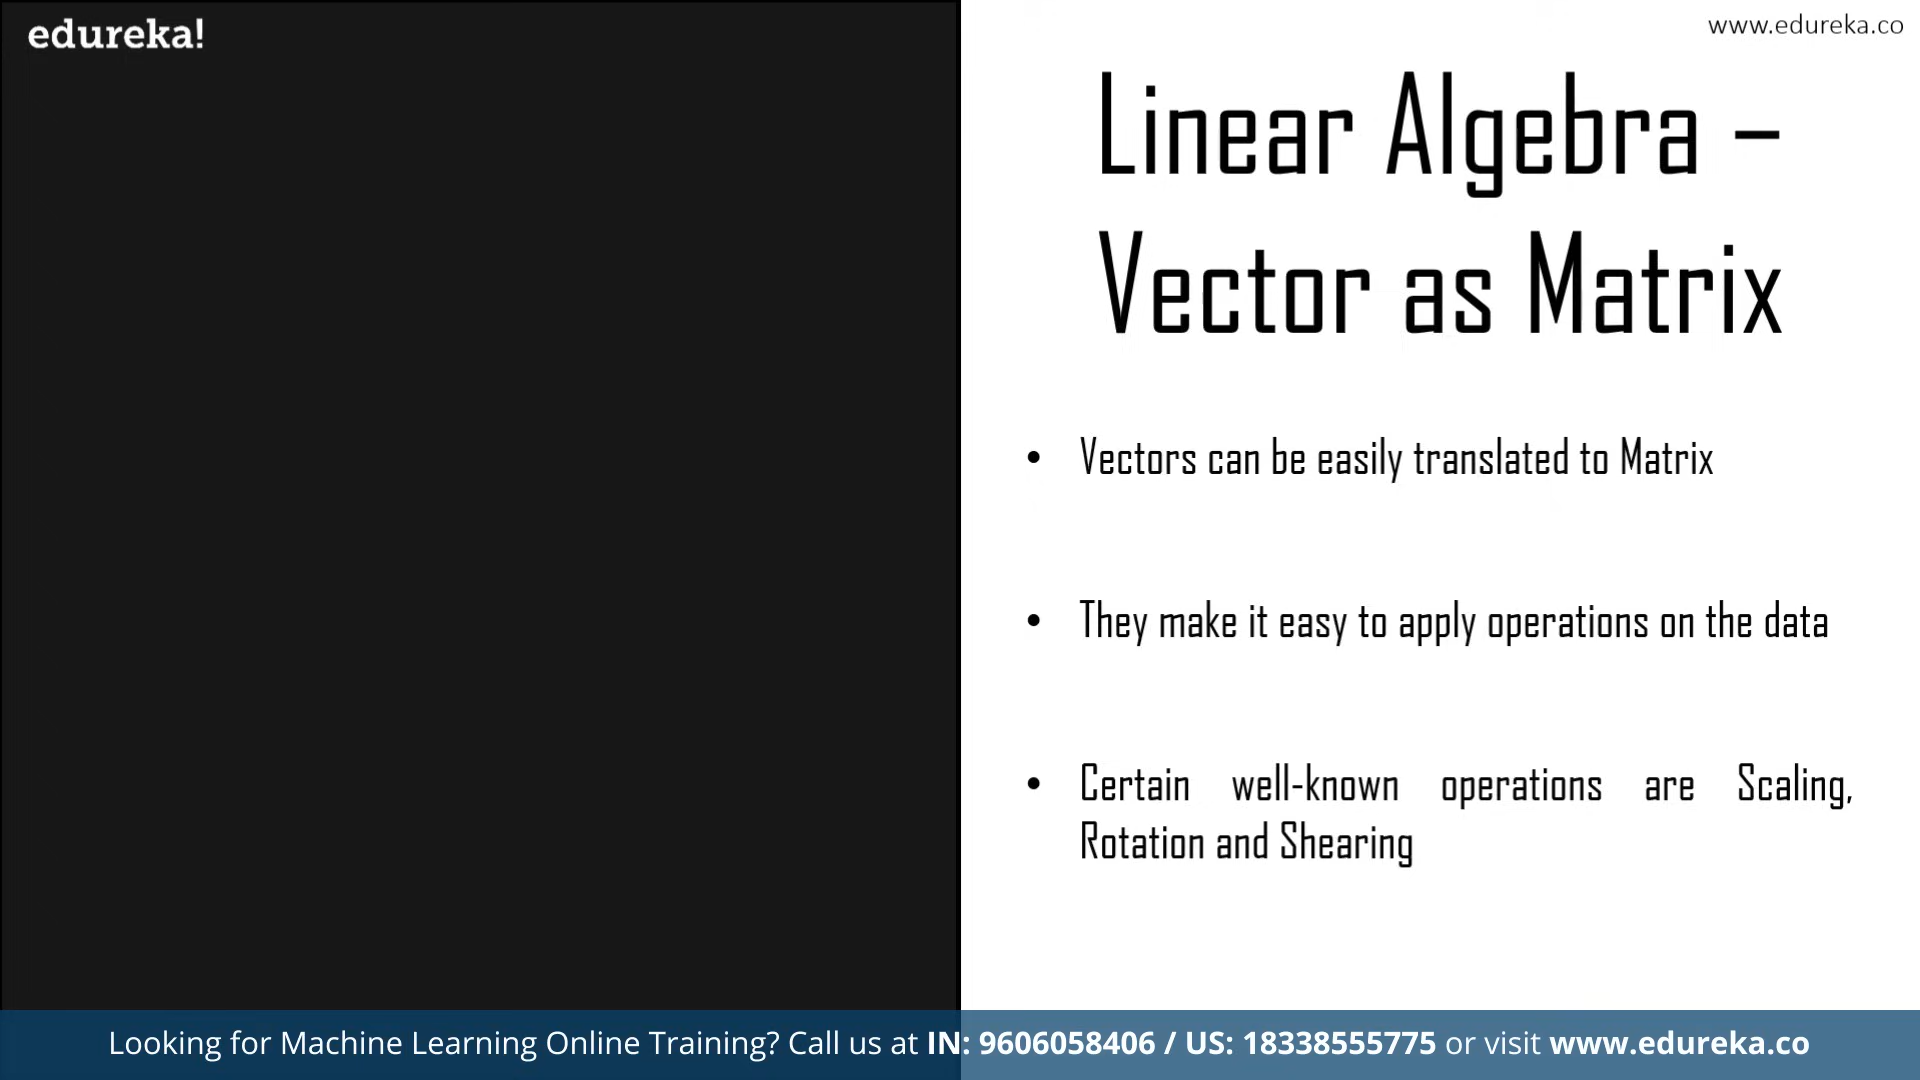 edureka!
www.edureka.co
Linear Algebra –
Vector as Matrix
• Vectors can be easily translated to Matrix
• They make it easy to apply operations on the data
• Certain well-known operations are Scaling,
Rotation and Shearing
Looking for Machine Learning Online Training? Call us at IN: 9606058406 / US: 18338555775 or visit www.edureka.co